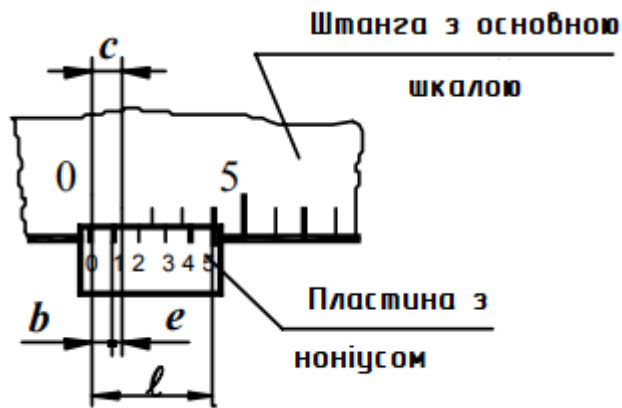 c
Штанга з основною
шкалою
0 5
0 1 2 3 4 5
b e
Пластина з
ноніусом
ℓ